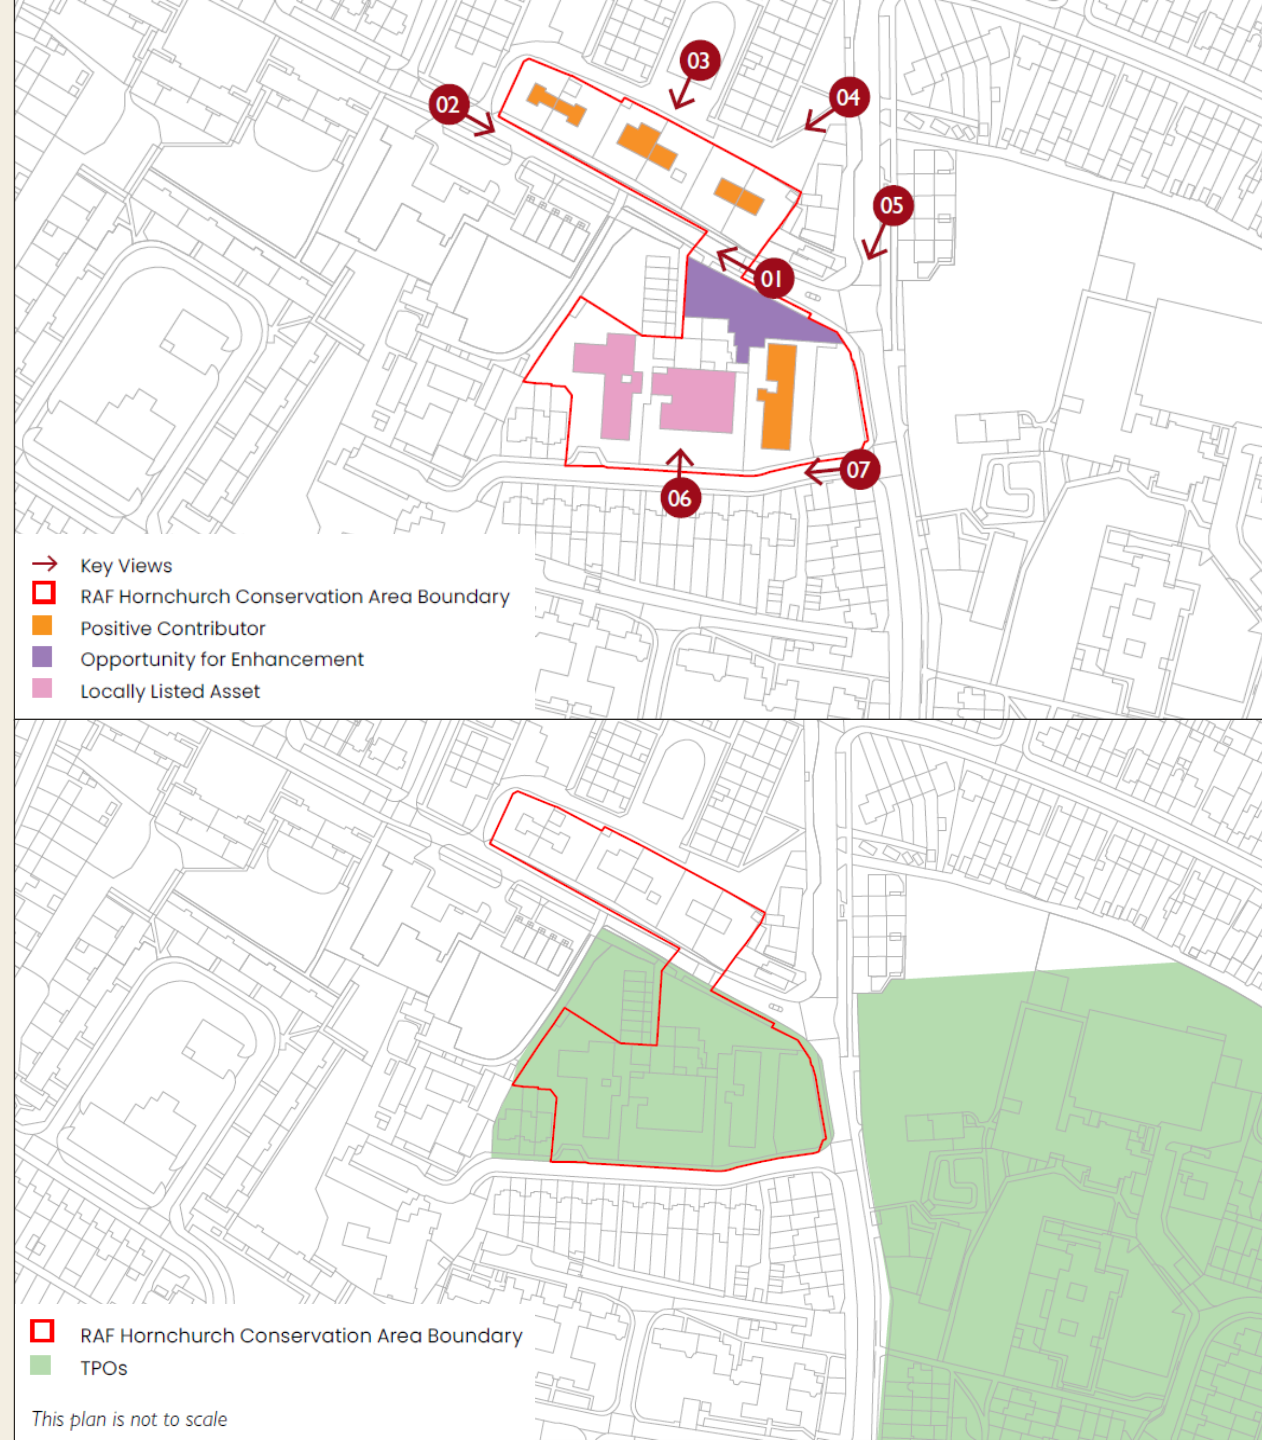 03
02
04
05
01
07
06
Key Views
RAF Hornchurch Conservation Area Boundary
Positive Contributor
Opportunity for Enhancement
Locally Listed Asset
RAF Hornchurch Conservation Area Boundary
TPOs
This plan is not to scale